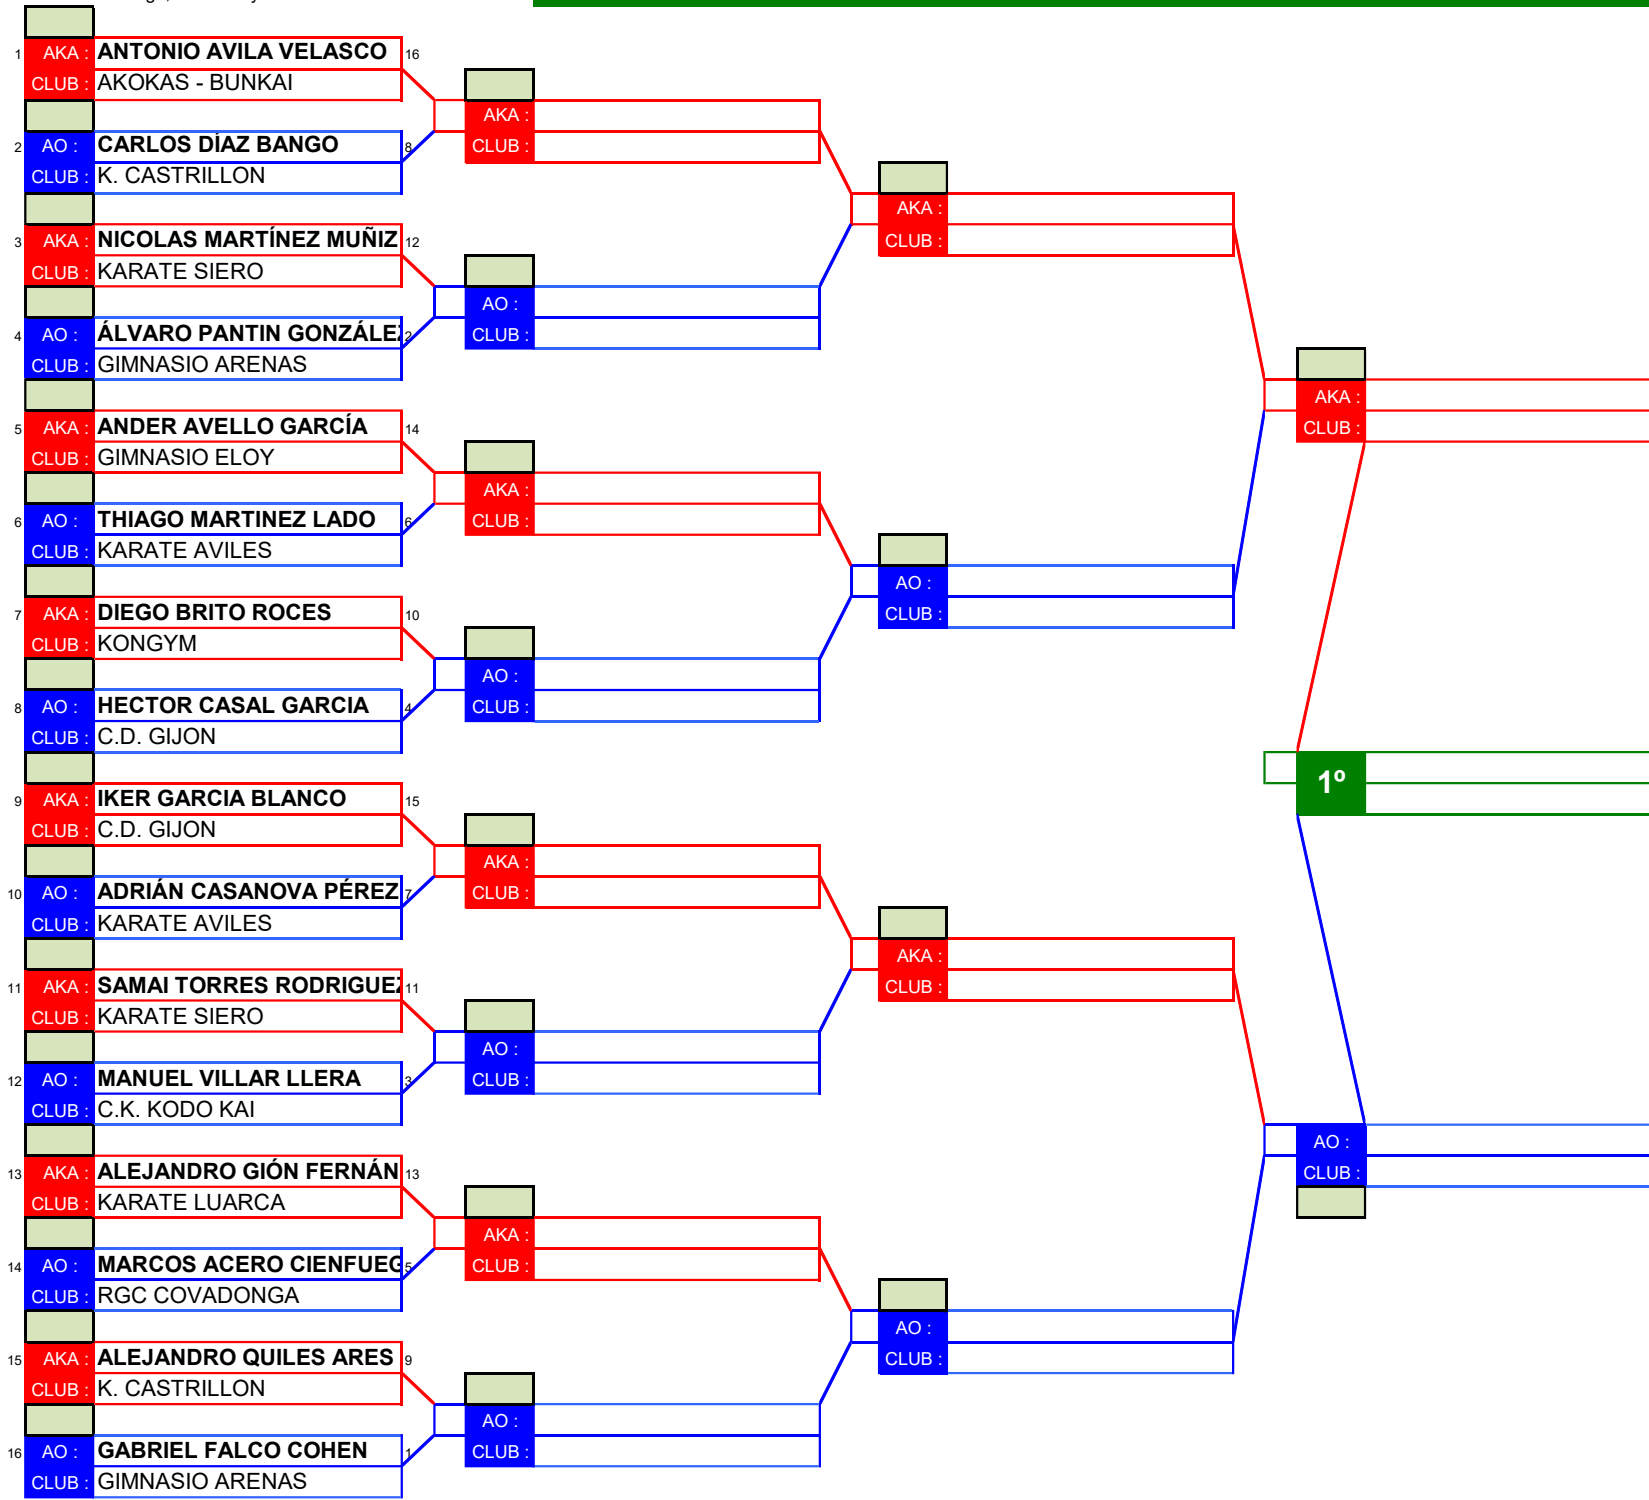 1 AKA : ANTONIO AVILA VELASCO 16
CLUB : AKOKAS - BUNKAI
2 AO : CARLOS DÍAZ BANGO 8
CLUB : K. CASTRILLON
3 AKA : NICOLAS MARTÍNEZ MUÑIZ 12
CLUB : KARATE SIERO
4 AO : ÁLVARO PANTIN GONZÁLEZ 2
CLUB : GIMNASIO ARENAS
5 AKA : ANDER AVELLO GARCÍA 14
CLUB : GIMNASIO ELOY
6 AO : THIAGO MARTINEZ LADO 6
CLUB : KARATE AVILES
7 AKA : DIEGO BRITO ROCES 10
CLUB : KONGYM
8 AO : HECTOR CASAL GARCIA 4
CLUB : C.D. GIJON
9 AKA : IKER GARCIA BLANCO 15
CLUB : C.D. GIJON
10 AO : ADRIÁN CASANOVA PÉREZ 7
CLUB : KARATE AVILES
11 AKA : SAMAI TORRES RODRIGUEZ 11
CLUB : KARATE SIERO
12 AO : MANUEL VILLAR LLERA 3
CLUB : C.K. KODO KAI
13 AKA : ALEJANDRO GIÓN FERNÁN 13
CLUB : KARATE LUARCA
14 AO : MARCOS ACERO CIENFUEG 5
CLUB : RGC COVADONGA
15 AKA : ALEJANDRO QUILES ARES 9
CLUB : K. CASTRILLON
16 AO : GABRIEL FALCO COHEN 1
CLUB : GIMNASIO ARENAS
AKA :
CLUB :
AO :
CLUB :
AKA :
CLUB :
AO :
CLUB :
AKA :
CLUB :
AO :
CLUB :
AKA :
CLUB :
AO :
CLUB :
AKA :
CLUB :
AO :
CLUB :
AKA :
CLUB :
AO :
CLUB :
AKA :
CLUB :
1º
AO :
CLUB :